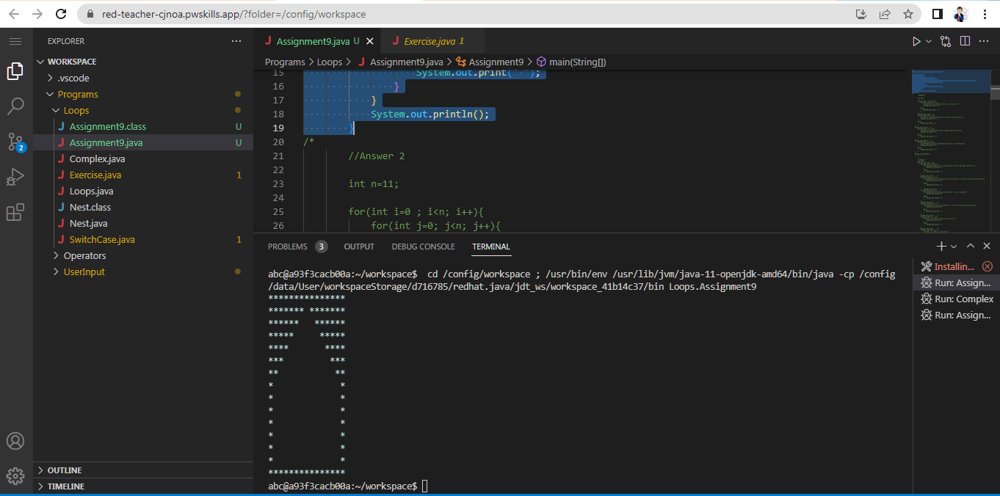 red-teacher-cjnoa.pwskills.app/?folder=/config/workspace
EXPLORER
WORKSPACE
.vscode
Programs
Loops
Assignment9.class U
Assignment9.java U
Complex.java
Exercise.java 1
Loops.java
Nest.class
Nest.java
SwitchCase.java 1
Operators
UserInput
OUTLINE
TIMELINE
2
Assignment9.java U
Exercise.java 1
Programs > Loops > Assignment9.java > Assignment9 > main(String[])
15 System.out.print(" ");
16 }
17 }
18 System.out.println();
19 }
20 /*
21 //Answer 2
22
23 int n=11;
24
25 for(int i=0 ; i<n; i++){
26 for(int j=0; j<n; j++){
PROBLEMS 3 OUTPUT DEBUG CONSOLE TERMINAL
abc@a93f3cacb00a:~/workspace$  cd /config/workspace ; /usr/bin/env /usr/lib/jvm/java-11-openjdk-amd64/bin/java -cp /config
/data/User/workspaceStorage/d716785/redhat.java/jdt_ws/workspace_41b14c37/bin Loops.Assignment9
***************
******* *******
******   ******
*****     *****
****       ****
***         ***
**           **
*             *
*             *
*             *
*             *
*             *
*             *
*             *
***************
abc@a93f3cacb00a:~/workspace$
Installin...
Run: Assign...
Run: Complex
Run: Assign...